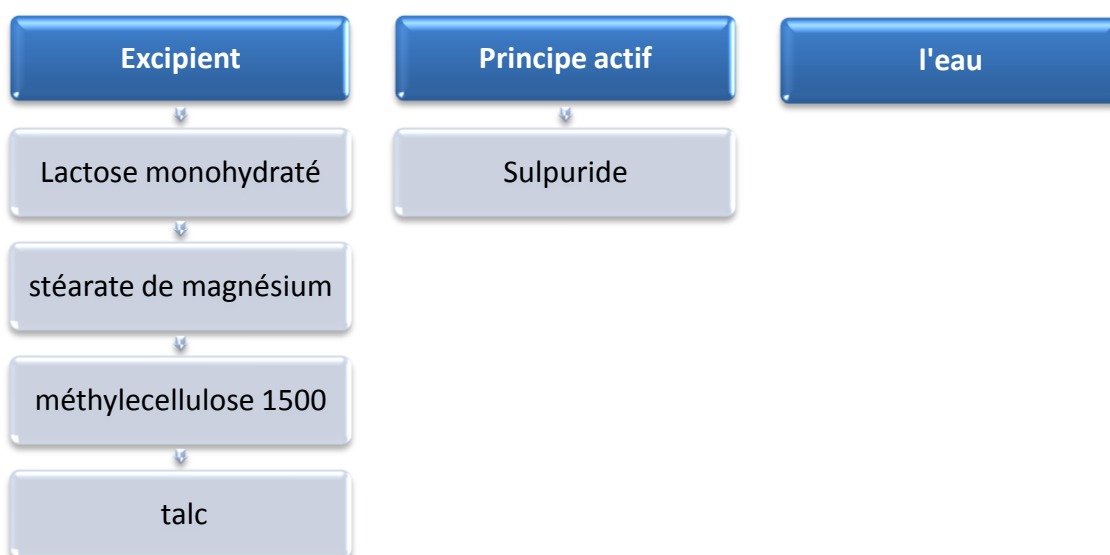 Excipient
Lactose monohydraté
stéarate de magnésium
méthylecellulose 1500
talc
Principe actif
Sulpuride
l'eau